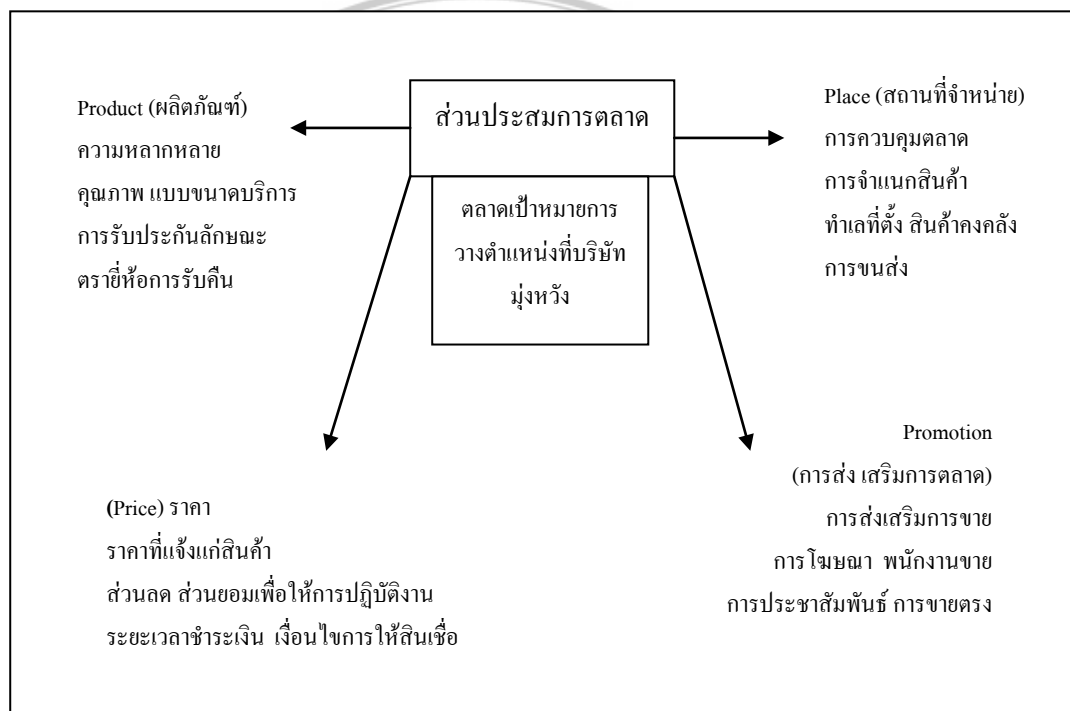 ส่วนประสมการตลาด
ตลาดเป้าหมายการ
วางตำแหน่งที่บริษัท
มุ่งหวัง
Product (ผลิตภัณฑ์)
ความหลากหลาย
คุณภาพ แบบขนาดบริการ
การรับประกันลักษณะ
ตรายี่ห้อการรับคืน
Place (สถานที่จำหน่าย)
การควบคุมตลาด
การจำแนกสินค้า
ทำเลที่ตั้ง สินค้าคงคลัง
การขนส่ง
(Price) ราคา
ราคาที่แจ้งแก่สินค้า
ส่วนลด ส่วนยอมเพื่อให้การปฏิบัติงาน
ระยะเวลาชำระเงิน เงื่อนไขการให้สินเชื่อ
Promotion
(การส่ง เสริมการตลาด)
การส่งเสริมการขาย
การโฆษณา พนักงานขาย
การประชาสัมพันธ์ การขายตรง